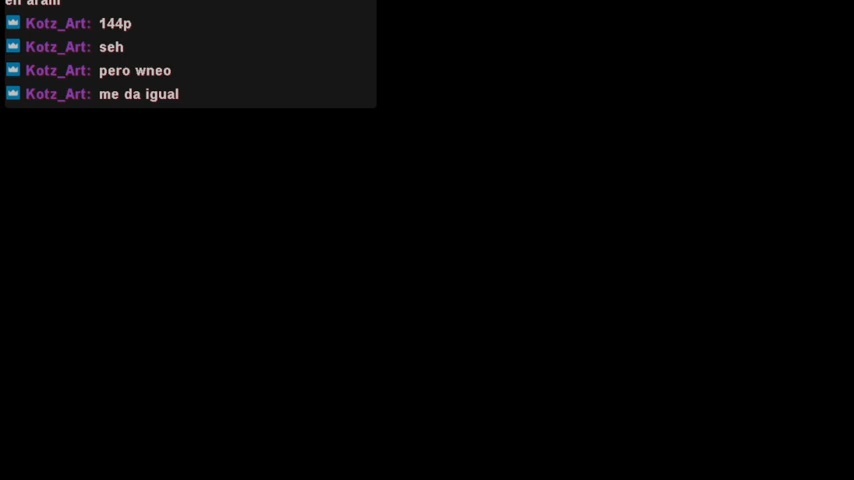 en aram
Kotz_Art: 144p
Kotz_Art: seh
Kotz_Art: pero wneo
Kotz_Art: me da igual